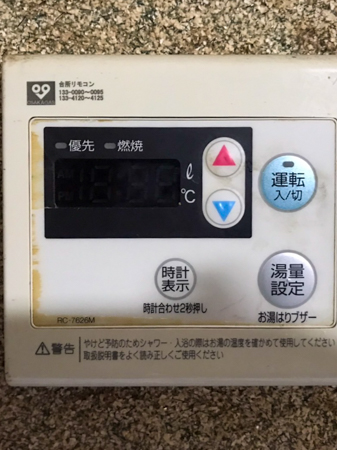 台所リモコン
133-0090〜0095
133-4120〜4125
優先 燃焼
ℓ
℃
運転
入/切
時計
表示
時計合わせ2秒押し
湯量
設定
お湯はりブザー
RC-7626M
警告
やけど予防のためシャワー・入浴の際はお湯の温度を確かめて使用してください
取扱説明書をよく読み正しくご使用ください。